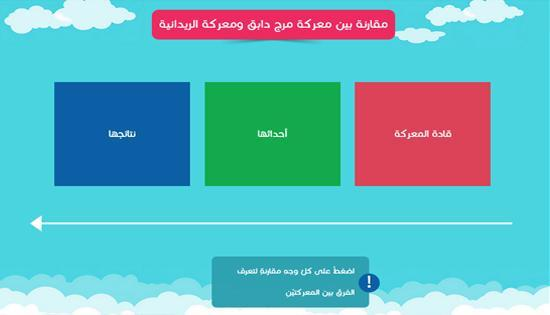 مقارنة بين معركة مرج دابق ومعركة الريدانية
قادة المعركة
أحداثها
نتائجها
اضغط على كل وجه مقارنةٍ لتعرف
الفرق بين المعركتين
!